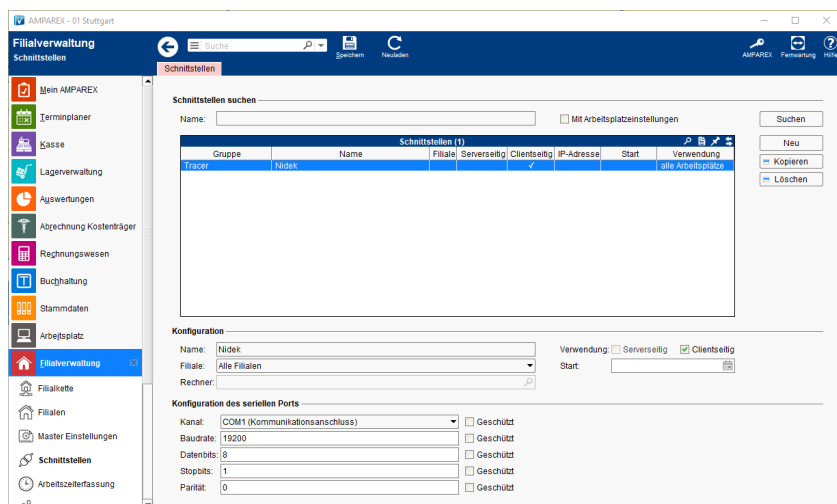 AMPAREX - 01 Stuttgart
Filialverwaltung
Schnittstellen
Suche
Speichern
Neuladen
AMPAREX
Fernwartung
Hilfe
Schnittstellen
Mein AMPAREX
Terminplaner
Kasse
Lagerverwaltung
Auswertungen
Abrechnung Kostenträger
Rechnungswesen
Buchhaltung
Stammdaten
Arbeitsplatz
Filialverwaltung
Filialkette
Filialen
Master Einstellungen
Schnittstellen
Arbeitszeiterfassung
Schnittstellen suchen
Name:
Mit Arbeitsplatzeinstellungen
Suchen
Schnittstellen (1)
Neu
Kopieren
Löschen
Gruppe Name Filiale Serverseitig Clientseitig IP-Adresse Start Verwendung
Tracer Nidek ✓ alle Arbeitsplätze
Konfiguration
Name: Nidek Verwendung: Serverseitig Clientseitig
Filiale: Alle Filialen Start:
Rechner:
Konfiguration des seriellen Ports
Kanal: COM1 (Kommunikationsanschluss) Geschützt
Baudrate: 19200 Geschützt
Datenbits: 8 Geschützt
Stopbits: 1 Geschützt
Parität: 0 Geschützt